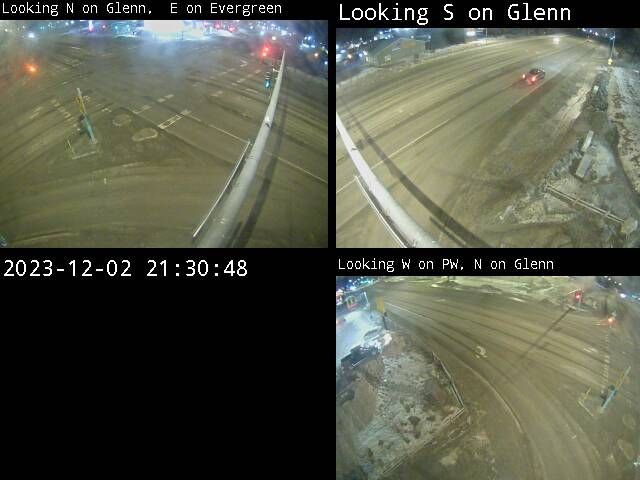 Looking N on Glenn, E on Evergreen
Looking S on Glenn
2023-12-02 21:30:48
Looking W on PW, N on Glenn